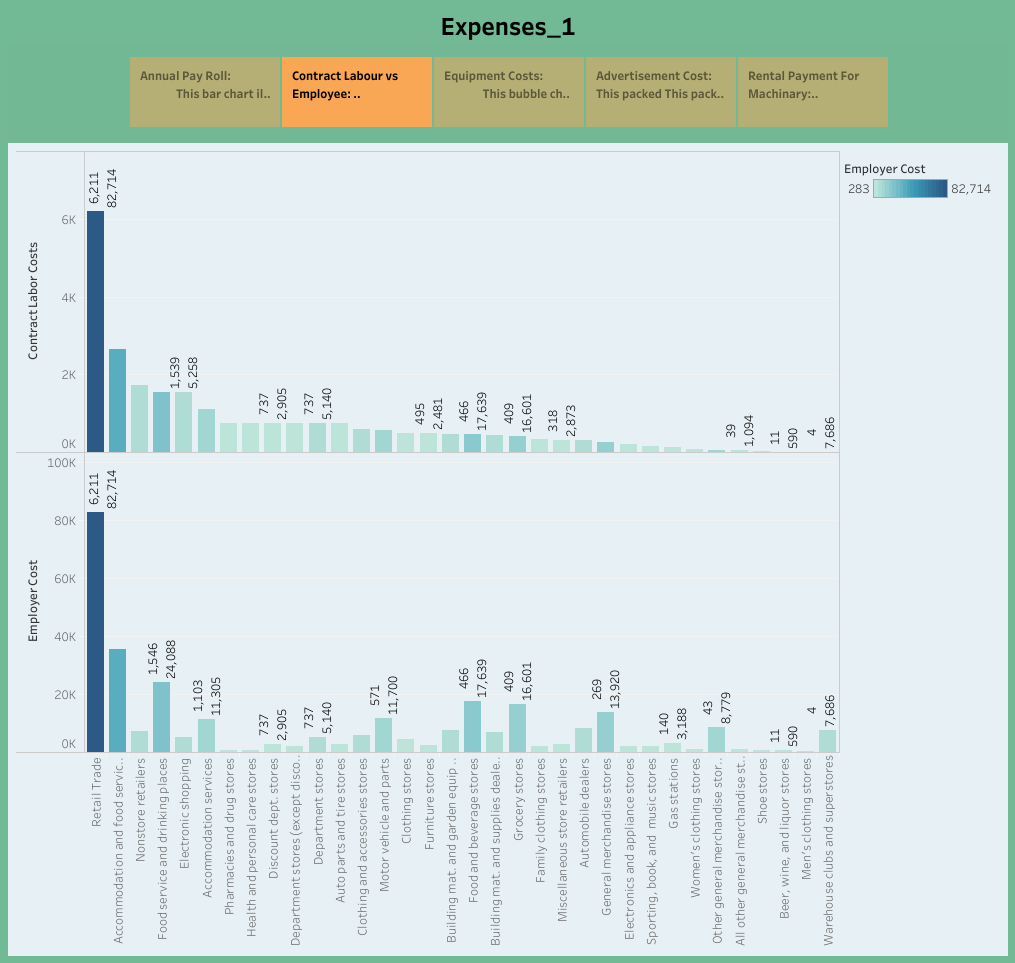 Expenses_1
Annual Pay Roll:
This bar chart il..
Contract Labour vs
Employee: ..
Equipment Costs:
This bubble ch..
Advertisement Cost:
This packed This pack..
Rental Payment For
Machinery:..
Employer Cost
283
82,714
Contract Labor Costs
6K
4K
2K
0K
6,211
82,714
1,539
5,258
737
2,905
737
5,140
495
2,481
466
17,639
409
16,601
318
2,873
39
1,094
11
590
4
7,686
Employer Cost
100K
80K
60K
40K
20K
0K
6,211
82,714
1,546
24,088
1,103
11,305
737
2,905
737
5,140
571
11,700
466
17,639
409
16,601
269
13,920
140
3,188
43
8,779
11
590
4
7,686
Retail Trade
Accommodation and food servic..
Nonstore retailers
Food service and drinking places
Electronic shopping
Accommodation services
Pharmacies and drug stores
Health and personal care stores
Discount dept. stores
Department stores (except disco..
Department stores
Auto parts and tire stores
Clothing and accessories stores
Motor vehicle and parts
Clothing stores
Furniture stores
Building mat. and garden equip ..
Food and beverage stores
Building mat. and supplies deale..
Grocery stores
Family clothing stores
Miscellaneous store retailers
Automobile dealers
General merchandise stores
Electronics and appliance stores
Sporting, book, and music stores
Gas stations
Women's clothing stores
Other general merchandise stor..
All other general merchandise st..
Shoe stores
Beer, wine, and liquor stores
Men's clothing stores
Warehouse clubs and superstores